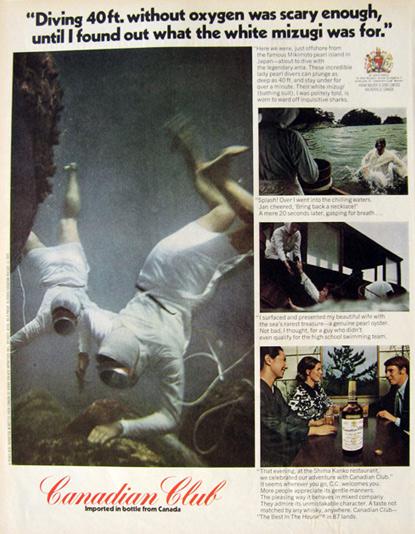 “Diving 40 ft. without oxygen was scary enough,
until I found out what the white mizugi was for.”
“Here we were, just offshore from
the famous Mikimoto pearl island in
Japan—about to dive with
the legendary ama. These incredible
lady pearl divers can plunge as
deep as 40 ft. and stay under for
over a minute. Their white mizugi
(bathing suit), I was politely told, is
worn to ward off inquisitive sharks.
“Splash! Over I went into the chilling waters.
Jan cheered, ‘Bring back a necklace!’
A mere 20 seconds later, gasping for breath...
“I surfaced and presented my beautiful wife with
the sea's rarest treasure—a genuine pearl oyster.
Not bad, I thought, for a guy who didn't
even qualify for the high school swimming team.
“That evening, at the Shima Kanko restaurant,
we celebrated our adventure with Canadian Club.”
It seems wherever you go, C.C. welcomes you.
More people appreciate its gentle manners.
The pleasing way it behaves in mixed company.
They admire its unmistakable character. A taste not
matched by any whisky, anywhere. Canadian Club—
“The Best In The House”® in 87 lands.
Canadian Club
Imported in bottle from Canada